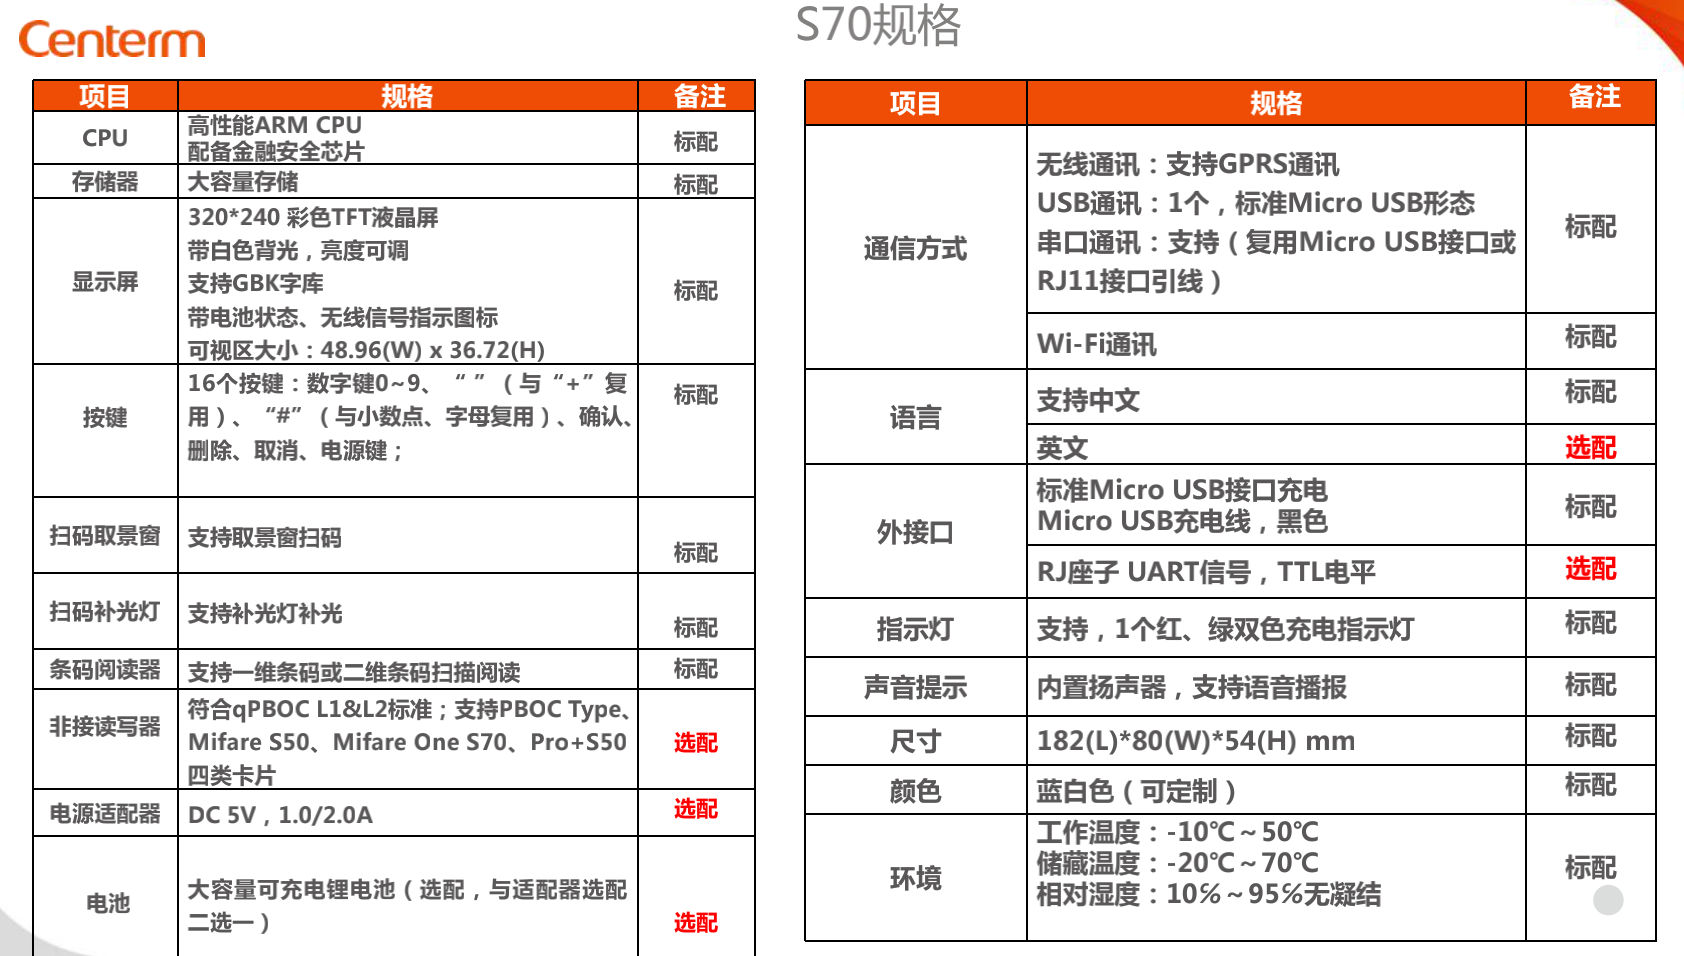 Centerm
S70规格
项目 规格 备注
CPU
高性能ARM CPU
配备金融安全芯片
标配
存储器 大容量存储 标配
显示屏
320*240 彩色TFT液晶屏
带白色背光，亮度可调
支持GBK字库
带电池状态、无线信号指示图标
可视区大小：48.96(W) x 36.72(H)
标配
按键
16个按键：数字键0~9、“ ”（与“+”复
用）、“#”（与小数点、字母复用）、确认、
删除、取消、电源键；
标配
扫码取景窗 支持取景窗扫码 标配
扫码补光灯 支持补光灯补光 标配
条码阅读器 支持一维条码或二维条码扫描阅读 标配
非接读写器
符合qPBOC L1&L2标准；支持PBOC Type、
Mifare S50、Mifare One S70、Pro+S50
四类卡片
选配
电源适配器 DC 5V，1.0/2.0A 选配
电池
大容量可充电锂电池（选配，与适配器选配
二选一）
选配
项目 规格 备注
通信方式
无线通讯：支持GPRS通讯
USB通讯：1个，标准Micro USB形态
串口通讯：支持（复用Micro USB接口或
RJ11接口引线）
标配
Wi-Fi通讯 标配
语言
支持中文 标配
英文 选配
外接口
标准Micro USB接口充电
Micro USB充电线，黑色
标配
RJ座子 UART信号，TTL电平 选配
指示灯 支持，1个红、绿双色充电指示灯 标配
声音提示 内置扬声器，支持语音播报 标配
尺寸 182(L)*80(W)*54(H) mm 标配
颜色 蓝白色（可定制） 标配
环境
工作温度：-10℃～50℃
储藏温度：-20℃～70℃
相对湿度：10%～95%无凝结
标配